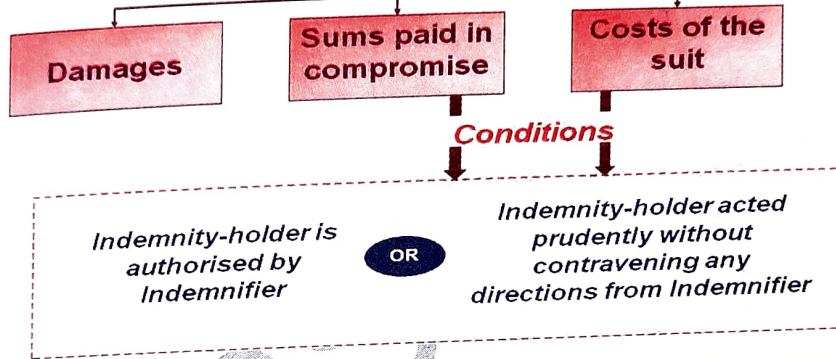 Damages
Sums paid in
compromise
Costs of the
suit
Conditions
Indemnity-holder is
authorised by
Indemnifier
OR
Indemnity-holder acted
prudently without
contravening any
directions from Indemnifier